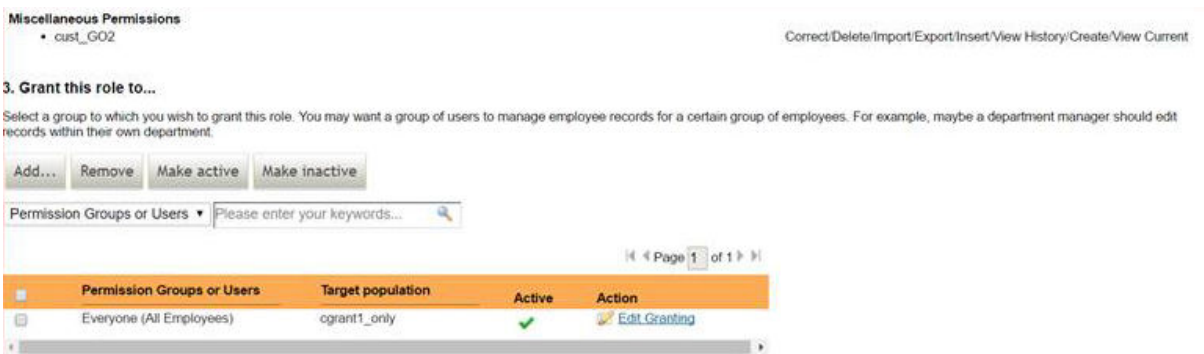 Miscellaneous Permissions
• cust_GO2 Correct/Delete/Import/Export/Insert/View History/Create/View Current
3. Grant this role to...
Select a group to which you wish to grant this role. You may want a group of users to manage employee records for a certain group of employees. For example, maybe a department manager should edit
records within their own department.
Add... Remove Make active Make inactive
Permission Groups or Users ▼ Please enter your keywords...
Page 1 of 1
Permission Groups or Users Target population Active Action
Everyone (All Employees) cgrant1_only Edit Granting